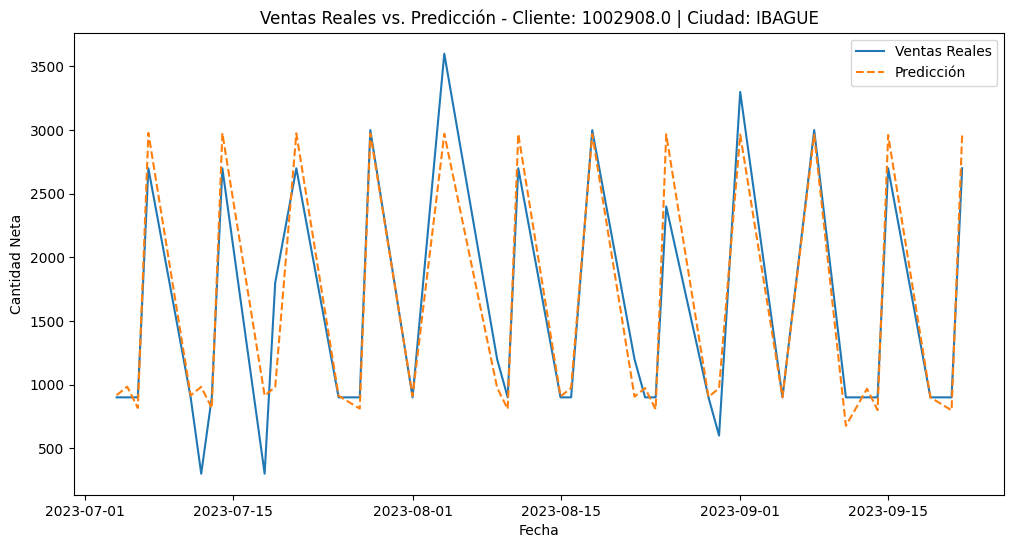 Ventas Reales vs. Predicción - Cliente: 1002908.0 | Ciudad: IBAGUE
Ventas Reales
Predicción
Cantidad Neta
3500
3000
2500
2000
1500
1000
500
2023-07-01
2023-07-15
2023-08-01
2023-08-15
2023-09-01
2023-09-15
Fecha